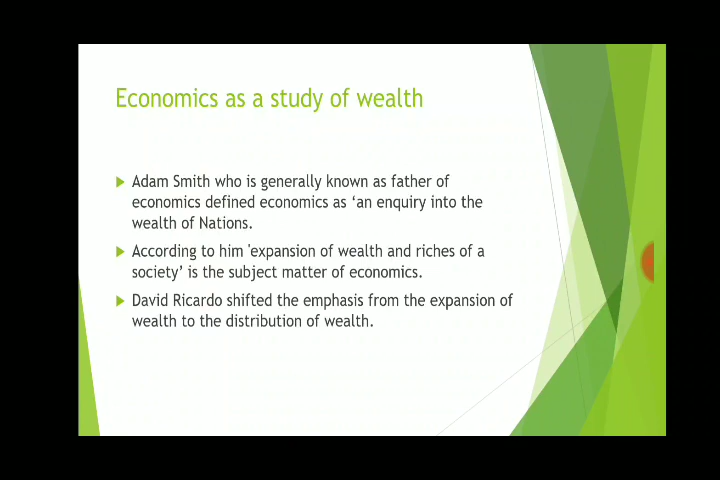 Economics as a study of wealth
Adam Smith who is generally known as father of
economics defined economics as ‘an enquiry into the
wealth of Nations.
According to him 'expansion of wealth and riches of a
society’ is the subject matter of economics.
David Ricardo shifted the emphasis from the expansion of
wealth to the distribution of wealth.